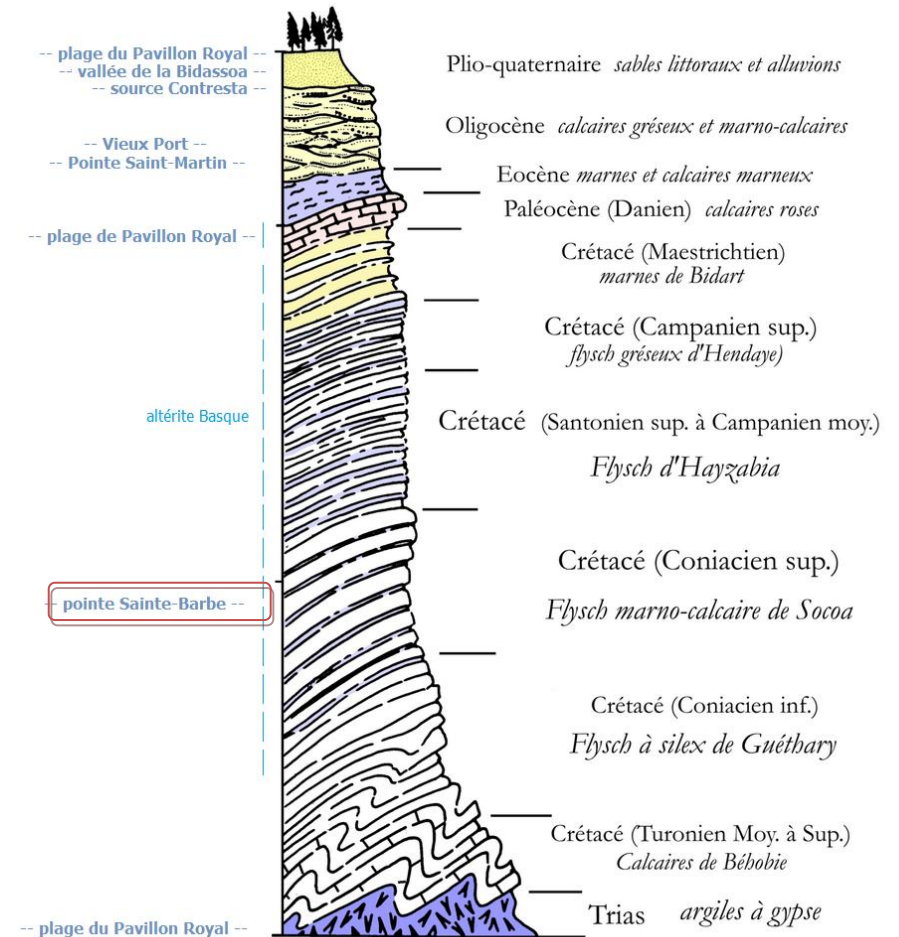 -- plage du Pavillon Royal --
-- vallée de la Bidassoa --
-- source Contresta --
Plio-quaternaire sables littoraux et alluvions
Oligocène calcaires gréseux et marno-calcaires
-- Vieux Port --
-- Pointe Saint-Martin --
Eocène marnes et calcaires marneux
Paléocène (Danien) calcaires roses
-- plage de Pavillon Royal --
Crétacé (Maestrichtien)
marnes de Bidart
Crétacé (Campanien sup.)
flysch gréseux d'Hendaye)
altérite Basque
Crétacé (Santonien sup. à Campanien moy.)
Flysch d'Hayzabia
Crétacé (Coniacien sup.)
-- pointe Sainte-Barbe --
Flysch marno-calcaire de Socoa
Crétacé (Coniacien inf.)
Flysch à silex de Guéthary
Crétacé (Turonien Moy. à Sup.)
Calcaires de Béhobie
Trias argiles à gypse
-- plage du Pavillon Royal --